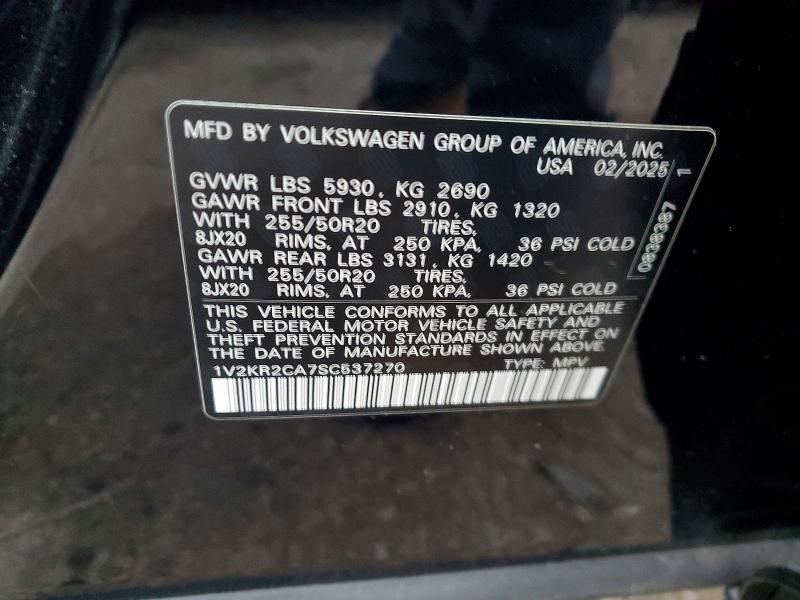 MFD BY VOLKSWAGEN GROUP OF AMERICA, INC.
USA 02/2025
GVWR LBS 5930, KG 2690
GAWR FRONT LBS 2910, KG 1320
WITH 255/50R20 TIRES,
8JX20 RIMS, AT 250 KPA, 36 PSI COLD
GAWR REAR LBS 3131, KG 1420
WITH 255/50R20 TIRES,
8JX20 RIMS, AT 250 KPA, 36 PSI COLD
THIS VEHICLE CONFORMS TO ALL APPLICABLE
U.S. FEDERAL MOTOR VEHICLE SAFETY AND
THEFT PREVENTION STANDARDS IN EFFECT ON
THE DATE OF MANUFACTURE SHOWN ABOVE.
1V2KR2CA7SC537270 TYPE: MPV
0838387 1